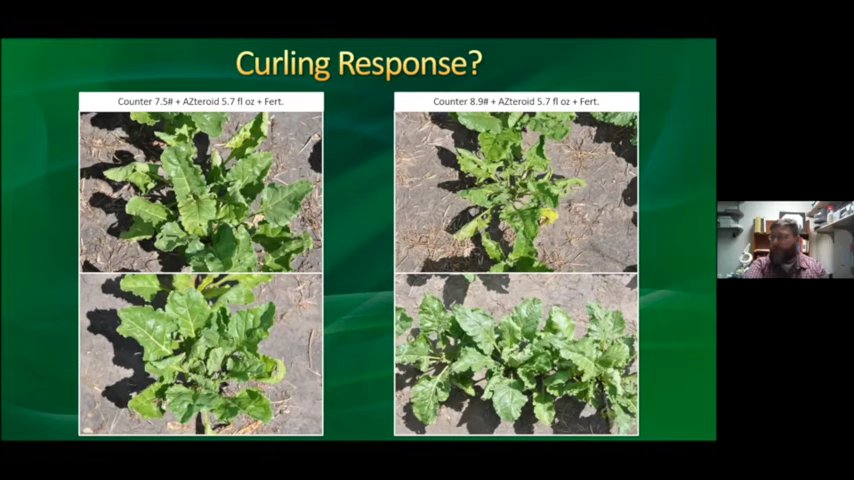 Curling Response?
Counter 7.5# + AZteroid 5.7 fl oz + Fert.
Counter 8.9# + AZteroid 5.7 fl oz + Fert.